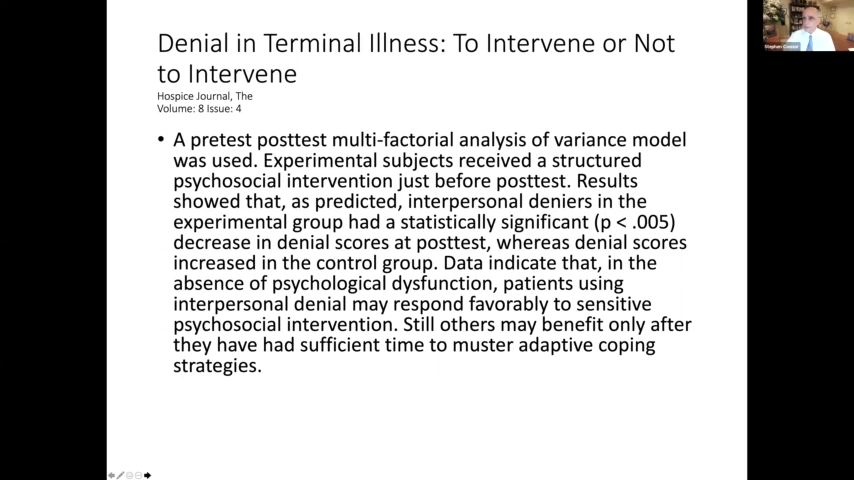 Denial in Terminal Illness: To Intervene or Not
to Intervene
Hospice Journal, The
Volume: 8 Issue: 4
• A pretest posttest multi-factorial analysis of variance model
was used. Experimental subjects received a structured
psychosocial intervention just before posttest. Results
showed that, as predicted, interpersonal deniers in the
experimental group had a statistically significant (p < .005)
decrease in denial scores at posttest, whereas denial scores
increased in the control group. Data indicate that, in the
absence of psychological dysfunction, patients using
interpersonal denial may respond favorably to sensitive
psychosocial intervention. Still others may benefit only after
they have had sufficient time to muster adaptive coping
strategies.
Stephen